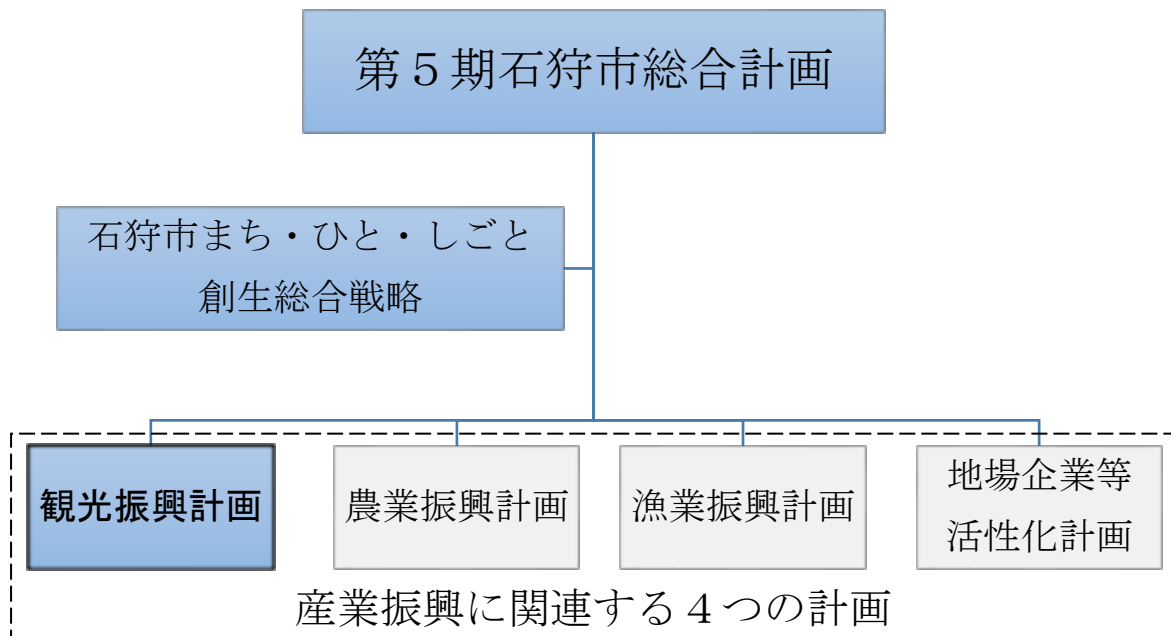 第５期石狩市総合計画
石狩市まち・ひと・しごと
創生総合戦略
観光振興計画
農業振興計画
漁業振興計画
地場企業等
活性化計画
産業振興に関連する４つの計画